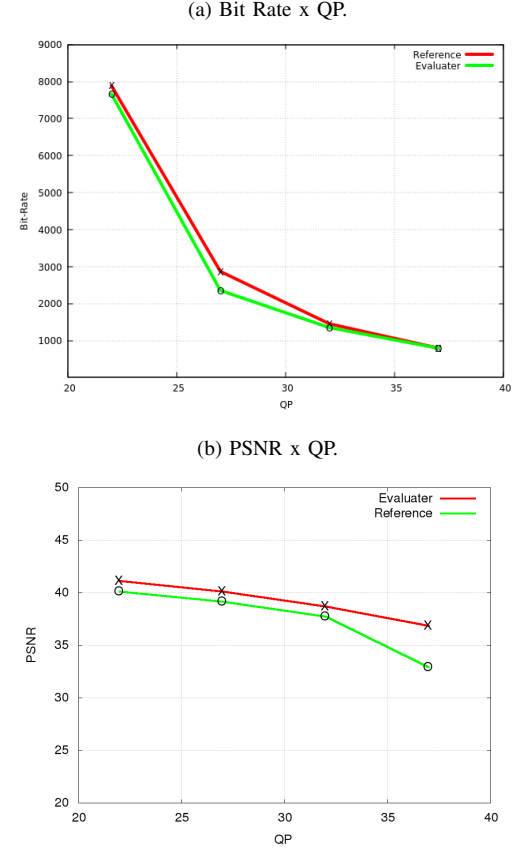 (a) Bit Rate x QP.
9000
8000
7000
6000
5000
4000
3000
2000
1000
Bit-Rate
Reference
Evaluater
20 25 30 35 40
QP
(b) PSNR x QP.
50
45
40
35
30
25
20
PSNR
Evaluater
Reference
20 25 30 35 40
QP